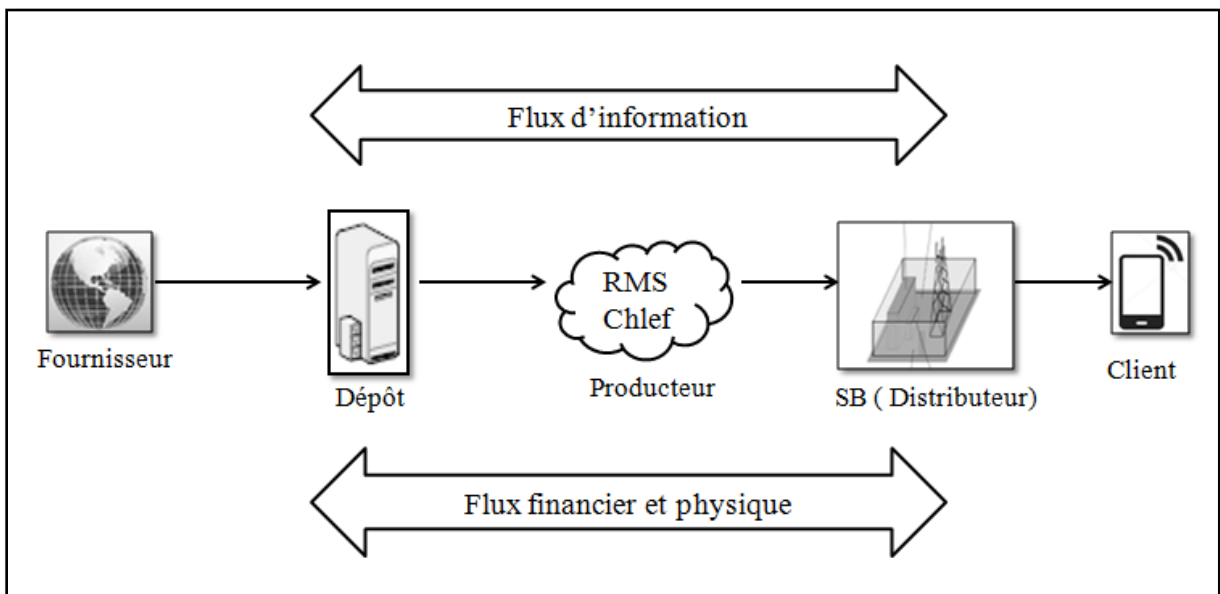 Flux d’information
RMS
Chlef
Fournisseur
Dépôt
Producteur
SB ( Distributeur)
Client
Flux financier et physique